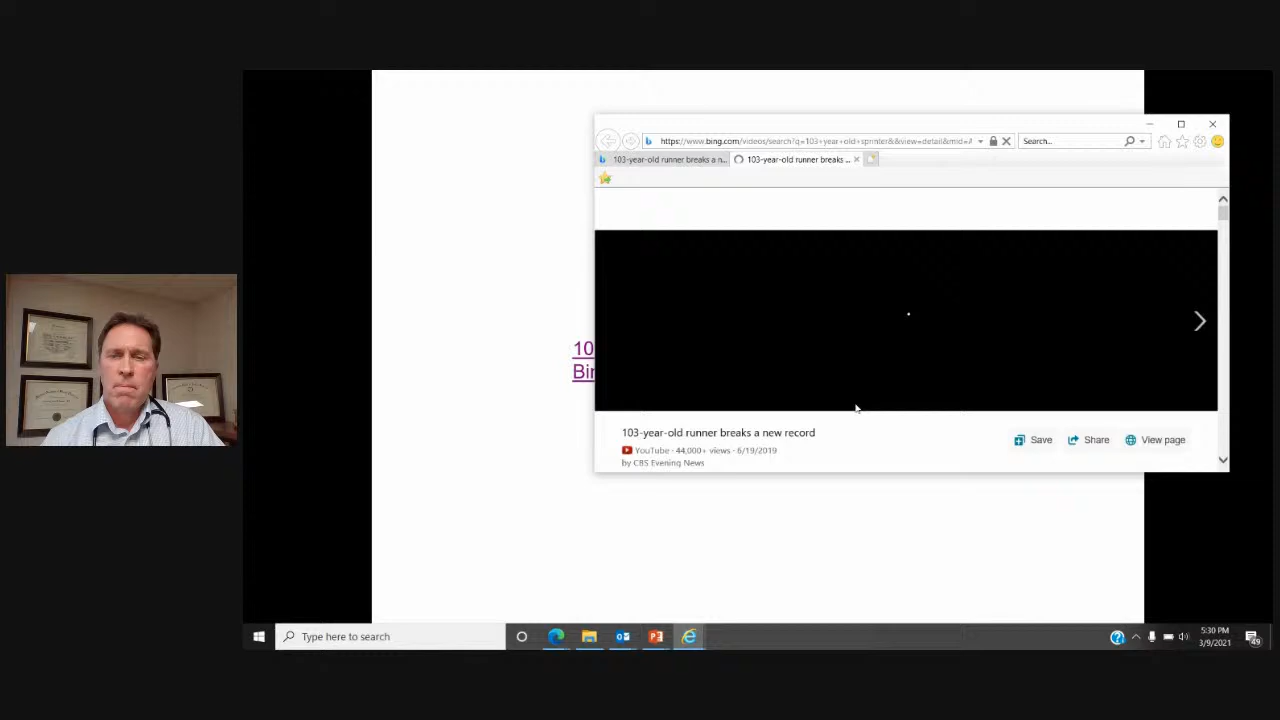 https://www.bing.com/videos/search?q=103+year+old+sprinter&&view=detail&mid=A
Search...
103-year-old runner breaks a n...
103-year-old runner breaks ...
10
Bin
103-year-old runner breaks a new record
Save
Share
View page
YouTube · 44,000+ views · 6/19/2019
by CBS Evening News
Type here to search
5:30 PM
3/9/2021
49